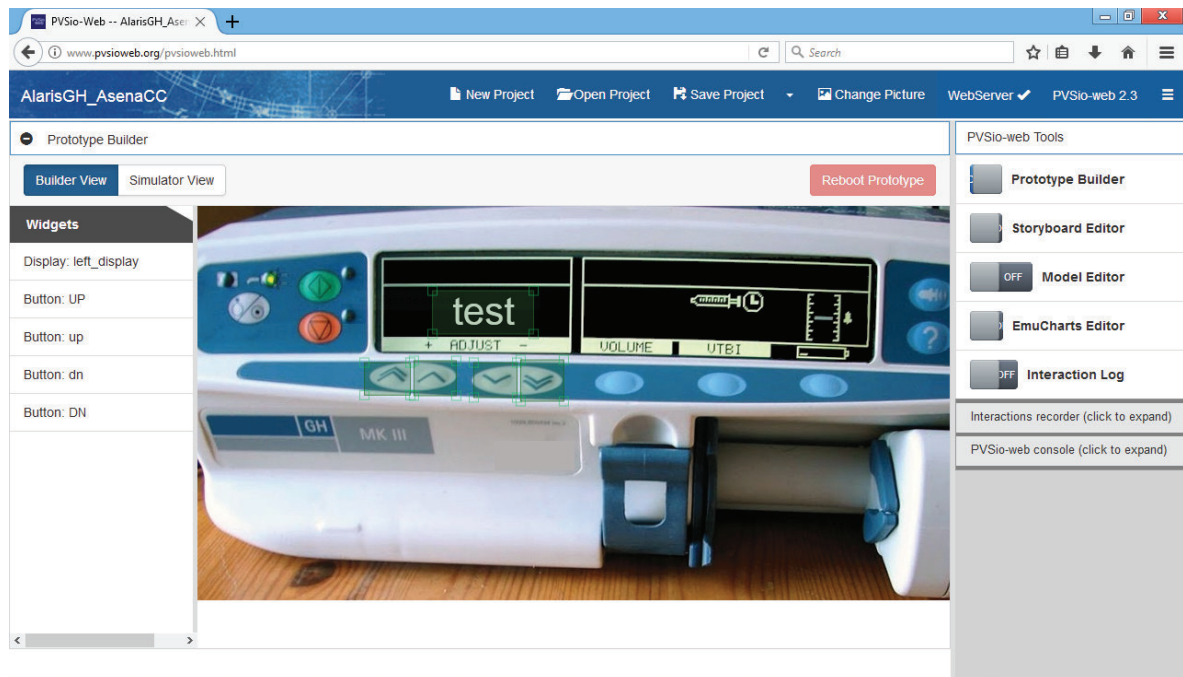 PVSio-Web -- AlarisGH_Aser
www.pvsioweb.org/pvsioweb.html
Search
AlarisGH_AsenaCC
New Project
Open Project
Save Project
Change Picture
WebServer
PVSio-web 2.3
Prototype Builder
PVSio-web Tools
Builder View
Simulator View
Reboot Prototype
Prototype Builder
Widgets
Storyboard Editor
Display: left_display
OFF
Model Editor
Button: UP
EmuCharts Editor
Button: up
Button: dn
Interaction Log
Button: DN
Interactions recorder (click to expand)
PVSio-web console (click to expand)
test
+ ADJUST -
VOLUME
VTBI
?
GH
MK III